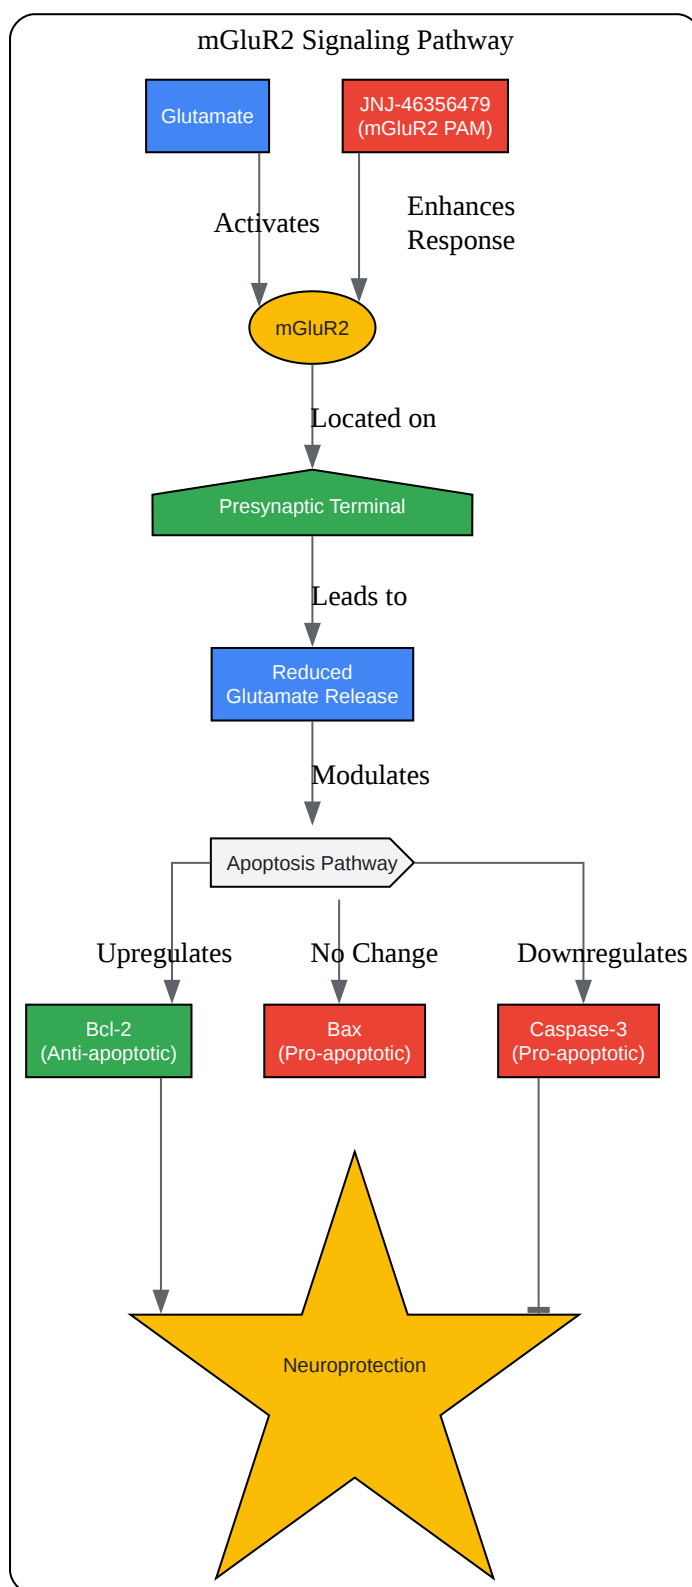 mGluR2 Signaling Pathway
Glutamate
JNJ-46356479
(mGluR2 PAM)
Activates
Enhances
Response
mGluR2
Located on
Presynaptic Terminal
Leads to
Reduced
Glutamate Release
Modulates
Apoptosis Pathway
Upregulates
No Change
Downregulates
Bcl-2
(Anti-apoptotic)
Bax
(Pro-apoptotic)
Caspase-3
(Pro-apoptotic)
Neuroprotection